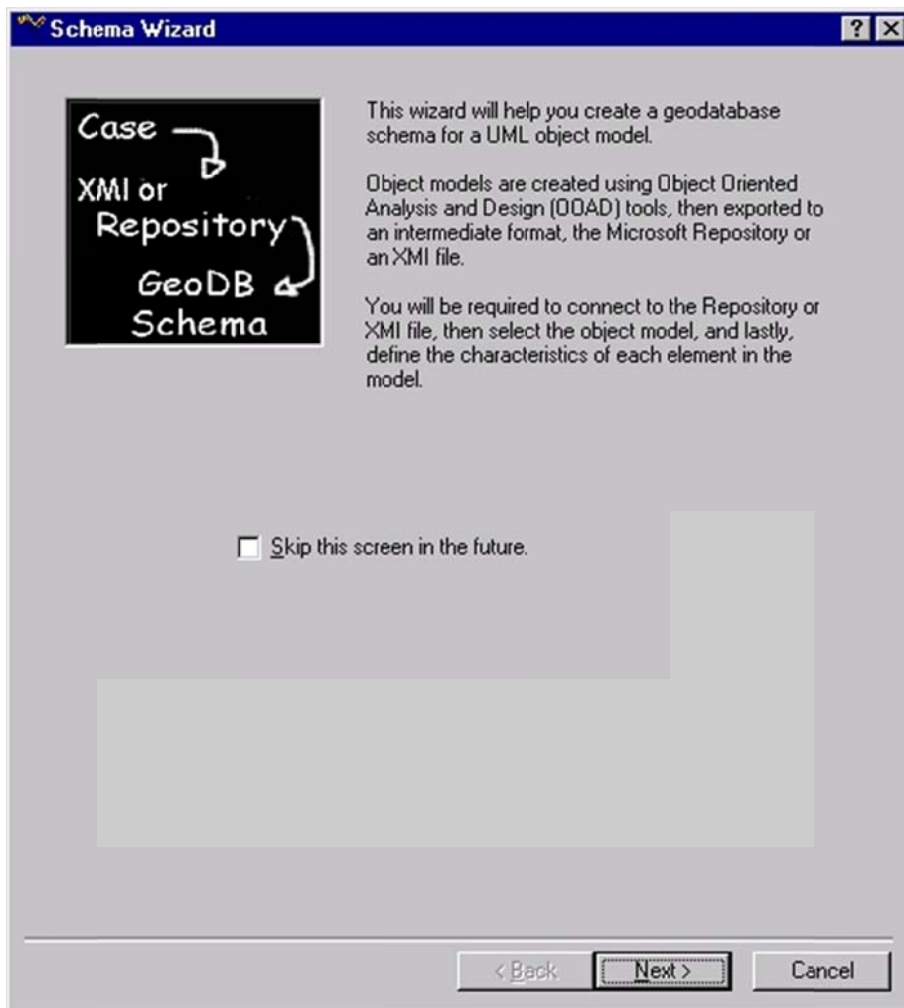 Schema Wizard
Case
XMI or
Repository
GeoDB
Schema
This wizard will help you create a geodatabase
schema for a UML object model.
Object models are created using Object Oriented
Analysis and Design (OOAD) tools, then exported to
an intermediate format, the Microsoft Repository or
an XMI file.
You will be required to connect to the Repository or
XMI file, then select the object model, and lastly,
define the characteristics of each element in the
model.
Skip this screen in the future.
< Back Next > Cancel